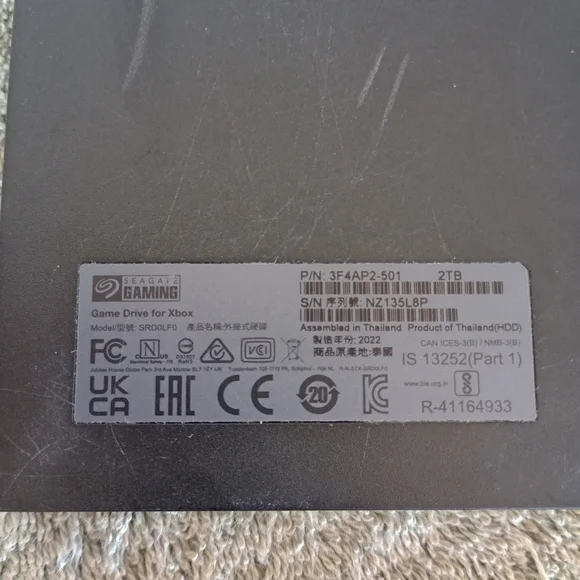 SEAGATE
GAMING
P/N: 3F4AP2-501 2TB
Game Drive for Xbox
S/N 序列號: NZ135L8P
Model/型號: SRD0LF0 產品名稱:外接式硬碟
Assembled in Thailand Product of Thailand(HDD)
製造年份: 2022 CAN ICES-3(B) / NMB-3(B)
商品原產地: 泰國 IS 13252(Part 1)
FC
VCI
UK
CA
EAC
CE
20
www.bis.org.in
R-41164933